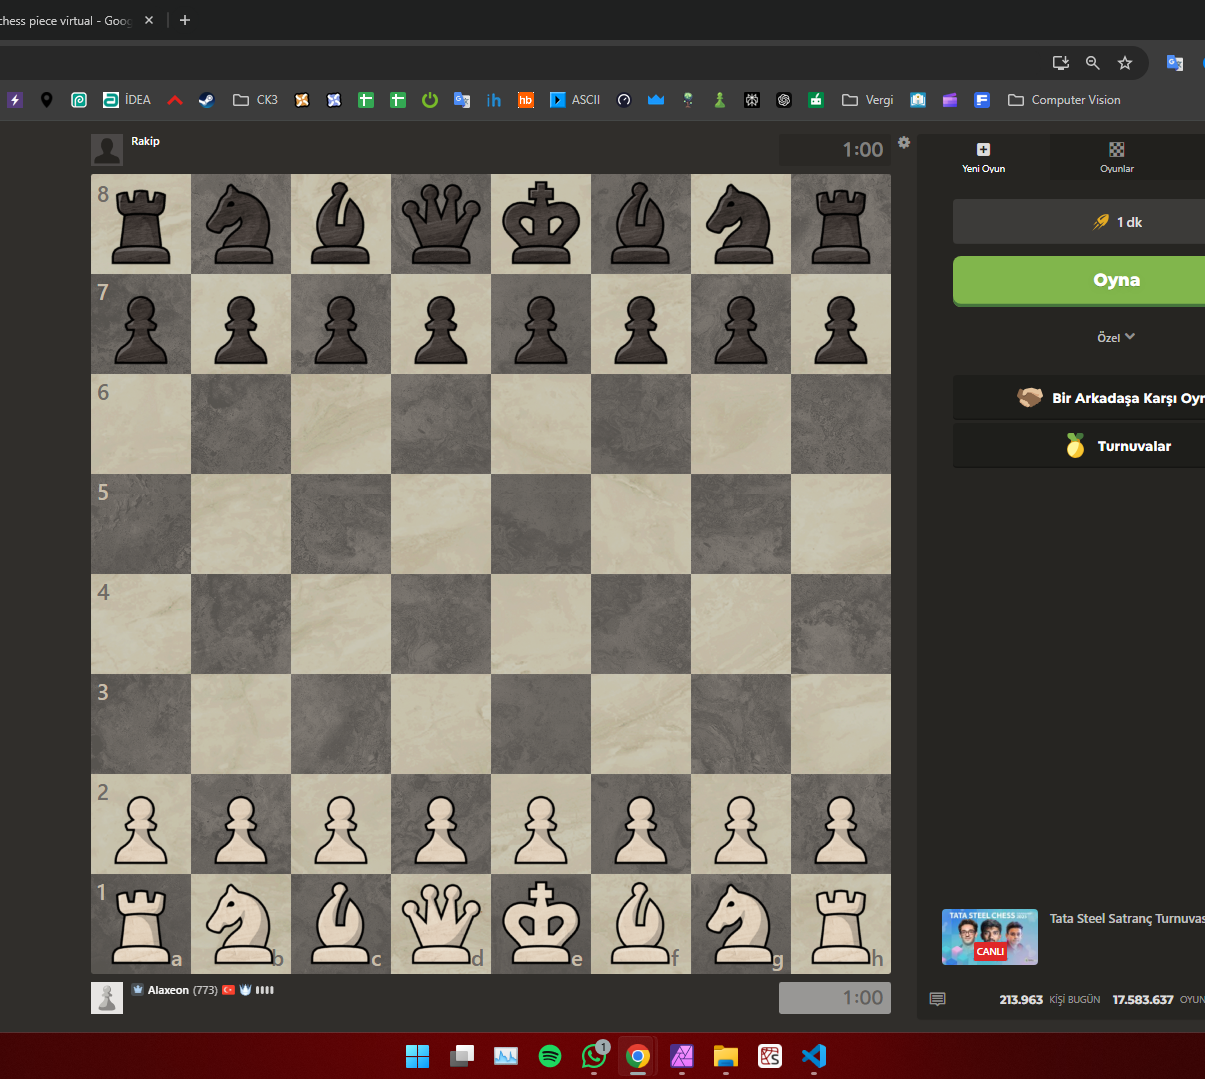 chess piece virtual - Goog
İDEA
CK3
ih
hb
ASCII
Vergi
Computer Vision
Rakip
1:00
Yeni Oyun
Oyunlar
1 dk
Oyna
Özel
Bir Arkadaşa Karşı Oyn
Turnuvalar
8
7
6
5
4
3
2
1
a b c d e f g h
TATA STEEL CHESS
CANLI
Tata Steel Satranç Turnuvas
Alaxeon (773)
1:00
213.963 KİŞİ BUGÜN 17.583.637 OYUN
1